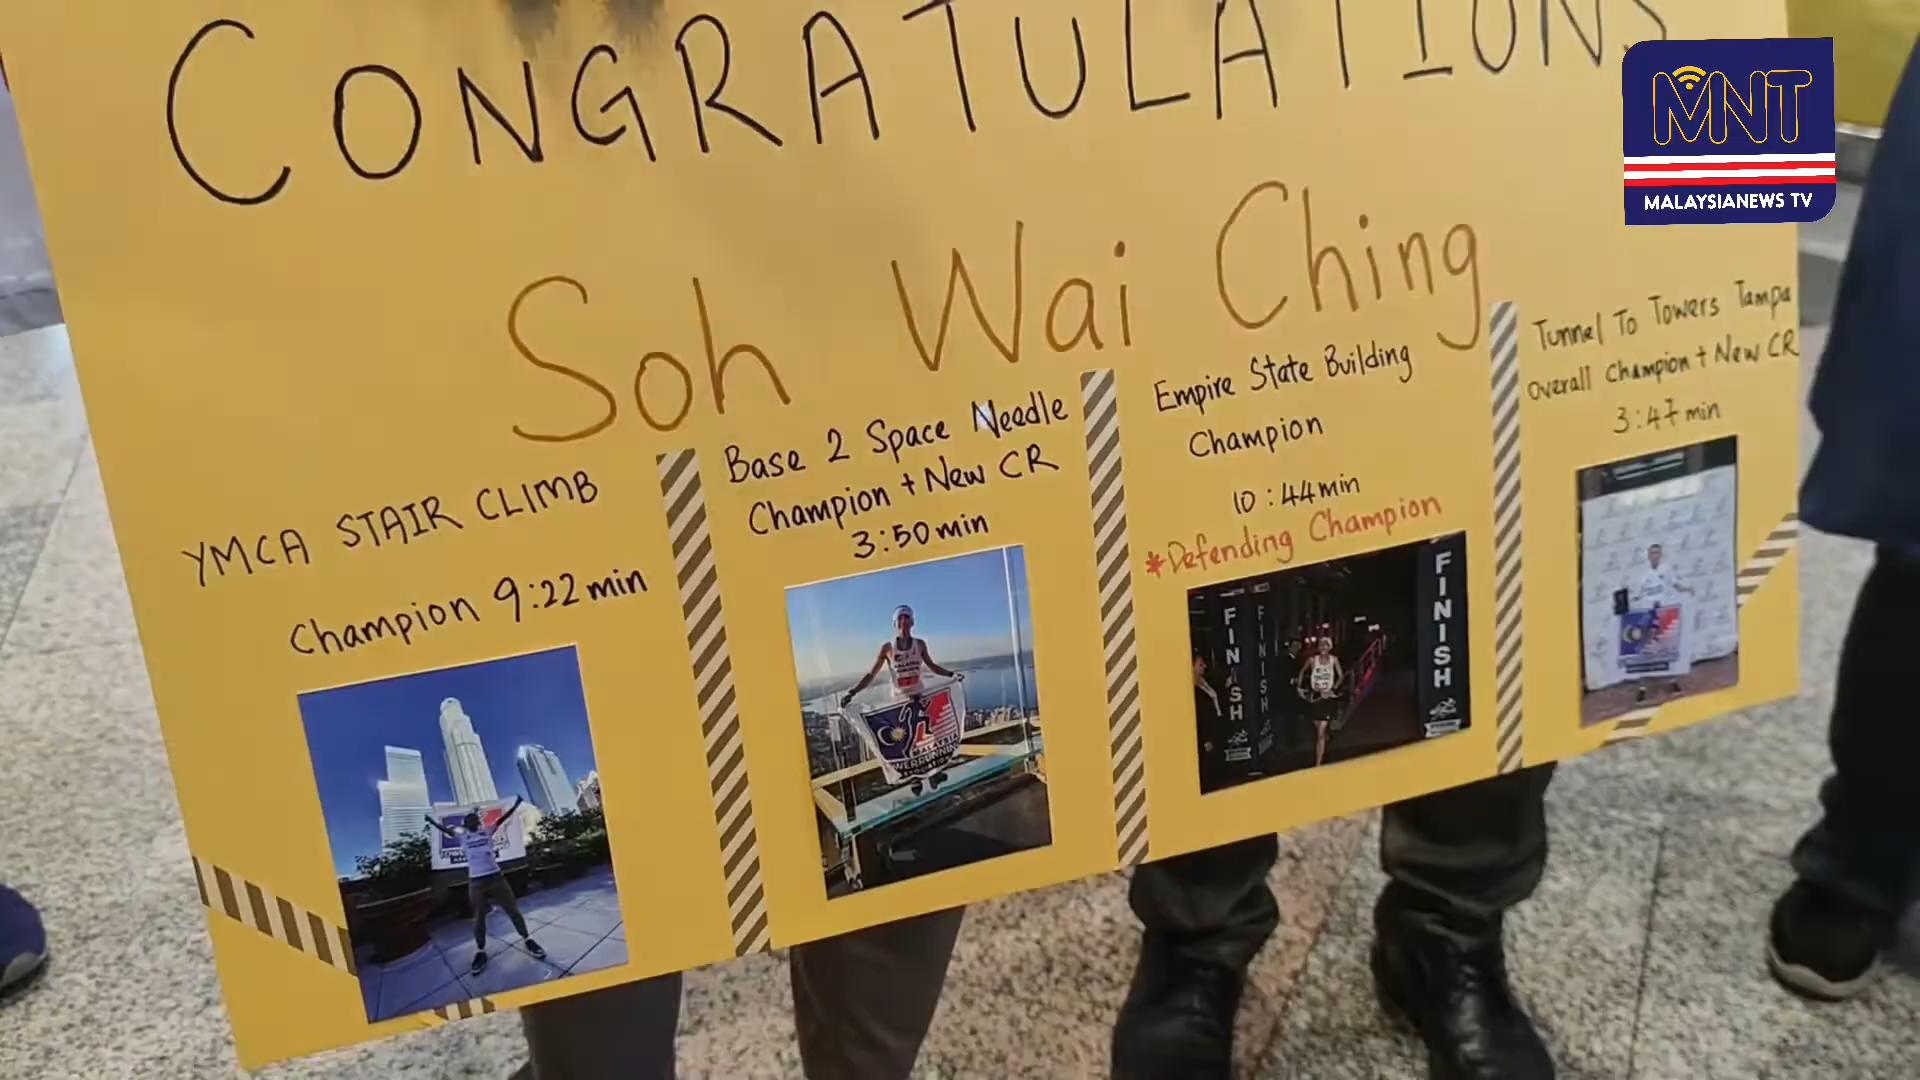 CONGRATULATIONS
MNT
MALAYSIANEWS TV
Soh Wai Ching
YMCA STAIR CLIMB
Champion 9:22 min
Base 2 Space Needle
Champion + New CR
3:50 min
Empire State Building
Champion
10:44 min
*Defending Champion
Tunnel To Towers Tampa
Overall Champion + New CR
3:47 min
MALAYSIA
FINISH
FINISH
FINISH